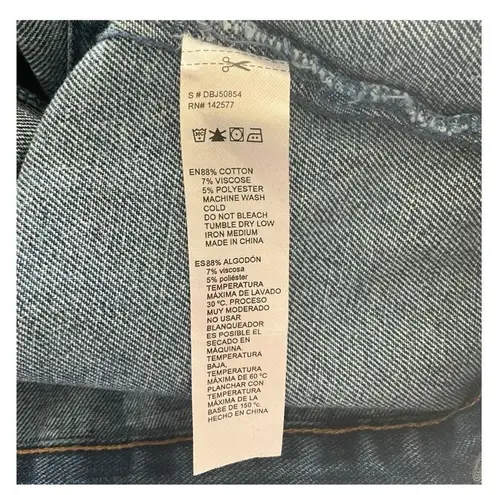 S # DBJ50854
RN# 142577
EN88% COTTON
7% VISCOSE
5% POLYESTER
MACHINE WASH
COLD
DO NOT BLEACH
TUMBLE DRY LOW
IRON MEDIUM
MADE IN CHINA
ES88% ALGODÓN
7% viscosa
5% poliéster
TEMPERATURA
MÁXIMA DE LAVADO
30 ºC. PROCESO
MUY MODERADO
NO USAR
BLANQUEADOR
ES POSIBLE EL
SECADO EN
MÁQUINA.
TEMPERATURA
BAJA,
TEMPERATURA
MÁXIMA DE 60 ºC
PLANCHAR CON
TEMPERATURA
MÁXIMA DE LA
BASE DE 150 ºC.
HECHO EN CHINA